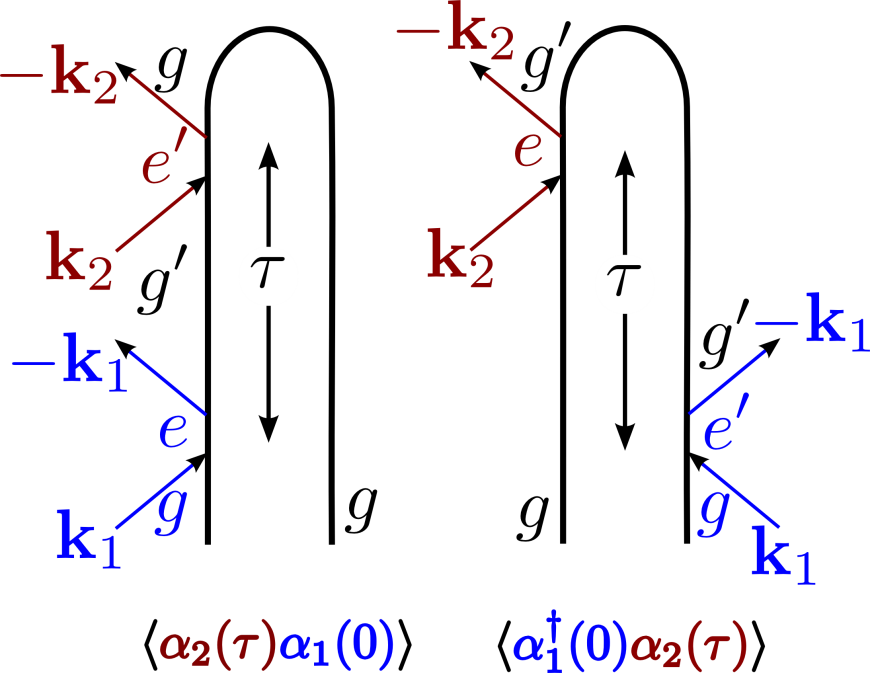 −k₂ g
e′
k₂
g′
τ
−k₁
e
g
k₁
g
⟨α₂(τ)α₁(0)⟩
−k₂ g′
e
k₂
τ
g′ −k₁
e′
g
g
k₁
⟨α₁†(0)α₂(τ)⟩